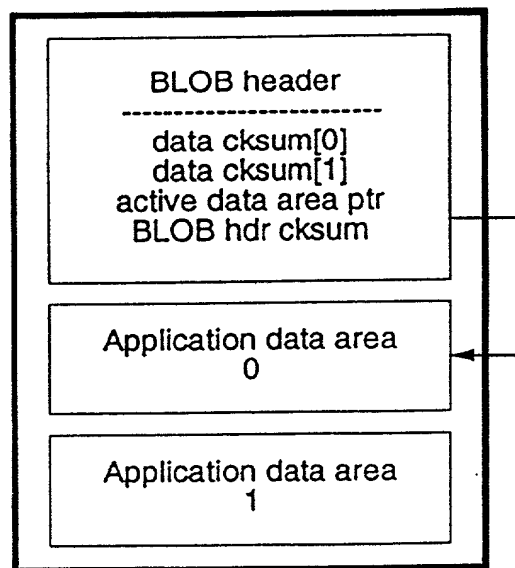 BLOB header
----------------------------
data cksum[0]
data cksum[1]
active data area ptr
BLOB hdr cksum
Application data area
0
Application data area
1